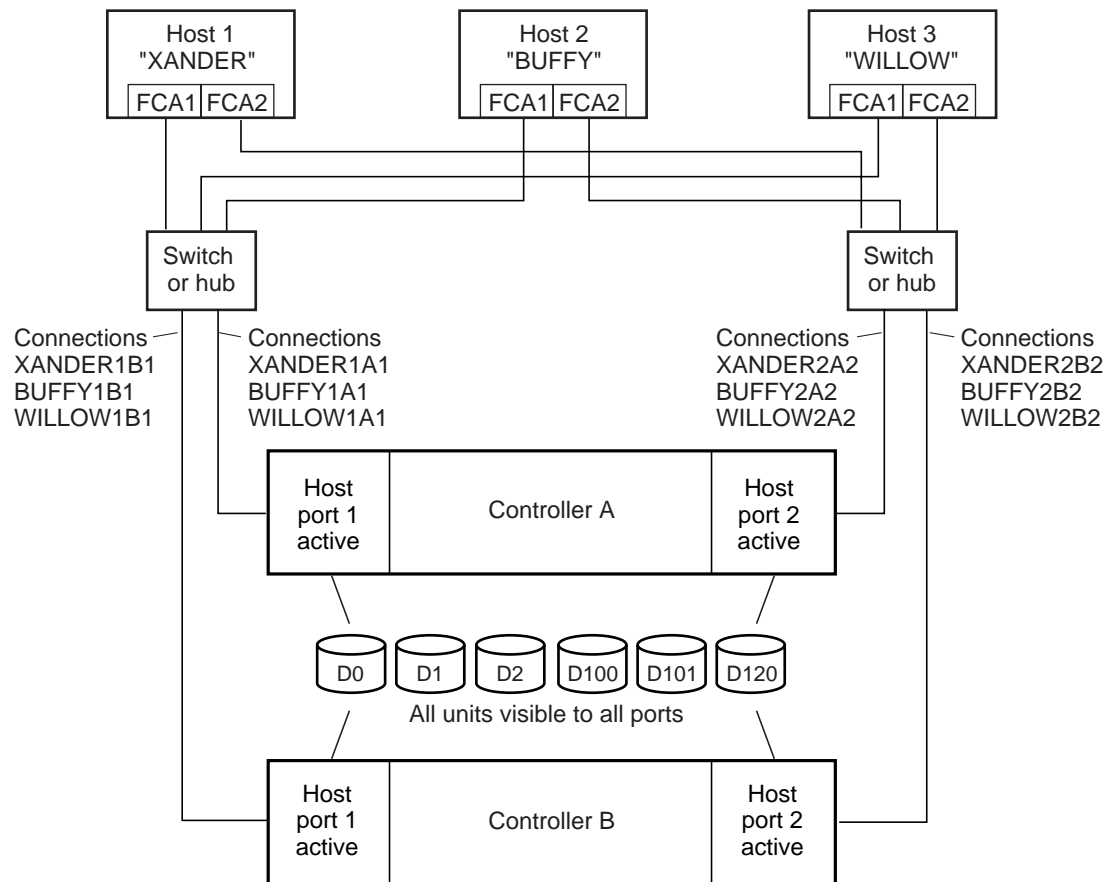 Host 1
"XANDER"
FCA1 FCA2
Host 2
"BUFFY"
FCA1 FCA2
Host 3
"WILLOW"
FCA1 FCA2
Switch
or hub
Switch
or hub
Connections
XANDER1B1
BUFFY1B1
WILLOW1B1
Connections
XANDER1A1
BUFFY1A1
WILLOW1A1
Connections
XANDER2A2
BUFFY2A2
WILLOW2A2
Connections
XANDER2B2
BUFFY2B2
WILLOW2B2
Host
port 1
active
Controller A
Host
port 2
active
D0 D1 D2 D100 D101 D120
All units visible to all ports
Host
port 1
active
Controller B
Host
port 2
active